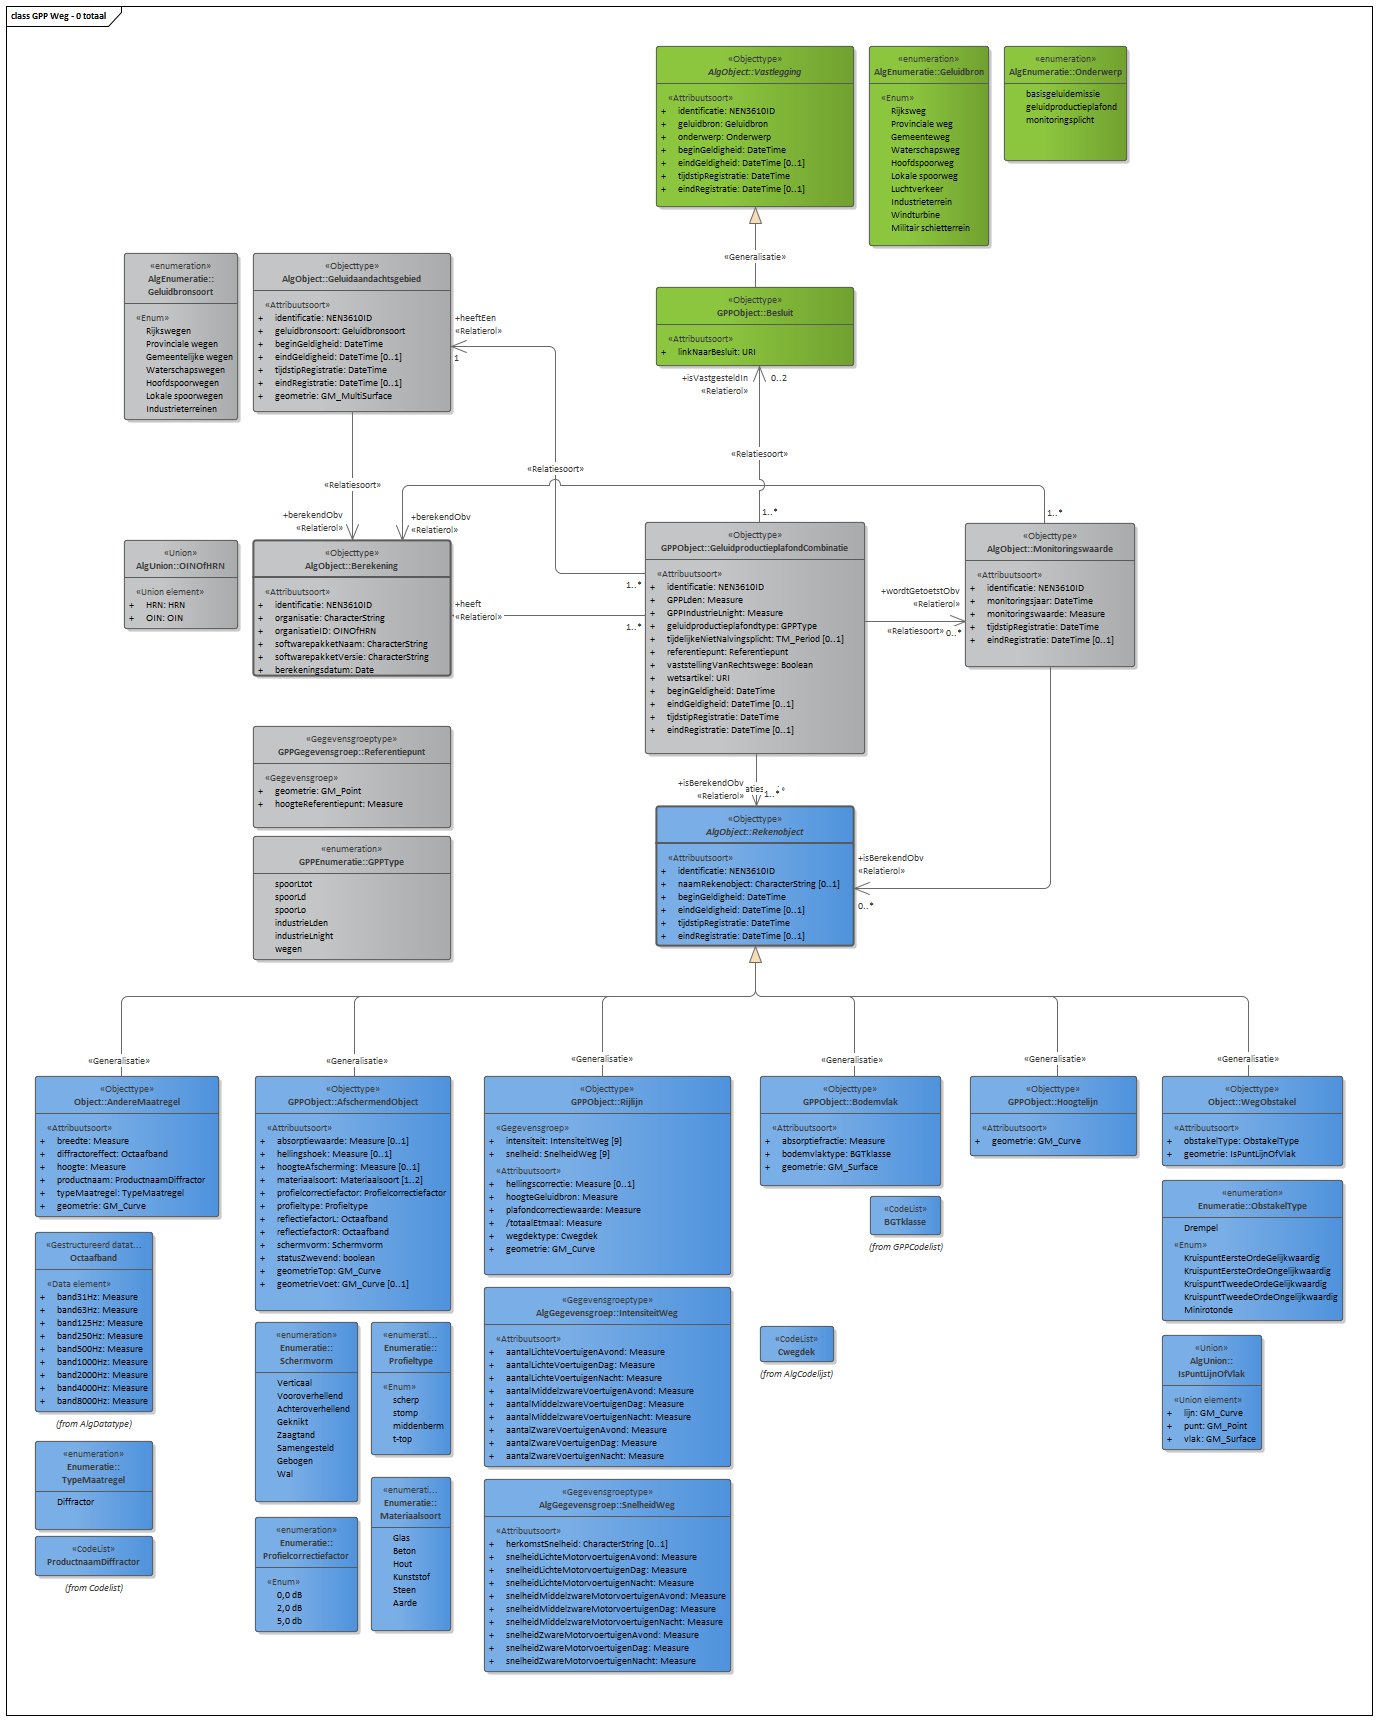 class GPP Weg - 0 totaal
«Objecttype»
AlgObject::Vastlegging
«Attribuutsoort»
+ identificatie: NEN3610ID
+ geluidbron: Geluidbron
+ onderwerp: Onderwerp
+ beginGeldigheid: DateTime
+ eindGeldigheid: DateTime [0..1]
+ tijdstipRegistratie: DateTime
+ eindRegistratie: DateTime [0..1]
«enumeration»
AlgEnumeratie::Geluidbron
«Enum»
Rijksweg
Provinciale weg
Gemeenteweg
Waterschapsweg
Hoofdspoorweg
Lokale spoorweg
Luchtverkeer
Industrieterrein
Windturbine
Militair schietterrein
«enumeration»
AlgEnumeratie::Onderwerp
basisgeluidemissie
geluidproductieplafond
monitoringsplicht
«Generalisatie»
«enumeration»
AlgEnumeratie::
Geluidbronsoort
«Enum»
Rijkswegen
Provinciale wegen
Gemeentelijke wegen
Waterschapswegen
Hoofdspoorwegen
Lokale spoorwegen
Industrieterreinen
«Objecttype»
AlgObject::Geluidaandachtsgebied
«Attribuutsoort»
+ identificatie: NEN3610ID
+ geluidbronsoort: Geluidbronsoort
+ beginGeldigheid: DateTime
+ eindGeldigheid: DateTime [0..1]
+ tijdstipRegistratie: DateTime
+ eindRegistratie: DateTime [0..1]
+ geometrie: GM_MultiSurface
+heeftEen
«Relatierol»
1
«Objecttype»
GPPObject::Besluit
«Attribuutsoort»
+ linkNaarBesluit: URI
+isVastgesteldIn
«Relatierol»
0..2
«Relatiesoort»
«Relatiesoort»
«Relatiesoort»
+berekendObv
«Relatierol»
+berekendObv
«Relatierol»
1..*
1..*
«Union»
AlgUnion::OINOfHRN
«Union element»
+ HRN: HRN
+ OIN: OIN
«Objecttype»
AlgObject::Berekening
«Attribuutsoort»
+ identificatie: NEN3610ID
+ organisatie: CharacterString
+ organisatieID: OINOfHRN
+ softwarepakketNaam: CharacterString
+ softwarepakketVersie: CharacterString
+ berekeningsdatum: Date
+heeft
«Relatierol»
«Relatiesoort»
1..*
1..*
«Objecttype»
GPPObject::GeluidproductieplafondCombinatie
«Attribuutsoort»
+ identificatie: NEN3610ID
+ GPPLden: Measure
+ GPPIndustrieLnight: Measure
+ geluidproductieplafondtype: GPPType
+ tijdelijkeNietNalvingsplicht: TM_Period [0..1]
+ referentiepunt: Referentiepunt
+ vaststellingVanRechtswege: Boolean
+ wetsartikel: URI
+ beginGeldigheid: DateTime
+ eindGeldigheid: DateTime [0..1]
+ tijdstipRegistratie: DateTime
+ eindRegistratie: DateTime [0..1]
+wordtGetoetstObv
«Relatierol»
«Relatiesoort»
0..*
«Objecttype»
AlgObject::Monitoringswaarde
«Attribuutsoort»
+ identificatie: NEN3610ID
+ monitoringsjaar: DateTime
+ monitoringswaarde: Measure
+ tijdstipRegistratie: DateTime
+ eindRegistratie: DateTime [0..1]
«Gegevensgroeptype»
GPPGegevensgroep::Referentiepunt
«Gegevensgroep»
+ geometrie: GM_Point
+ hoogteReferentiepunt: Measure
«enumeration»
GPPEnumeratie::GPPType
spoorLtot
spoorLd
spoorLo
industrieLden
industrieLnight
wegen
+isBerekendObv
«Relatierol»
1..*
«Objecttype»
AlgObject::Rekenobject
«Attribuutsoort»
+ identificatie: NEN3610ID
+ naamRekenobject: CharacterString [0..1]
+ beginGeldigheid: DateTime
+ eindGeldigheid: DateTime [0..1]
+ tijdstipRegistratie: DateTime
+ eindRegistratie: DateTime [0..1]
+isBerekendObv
«Relatierol»
0..*
«Generalisatie»
«Generalisatie»
«Generalisatie»
«Generalisatie»
«Generalisatie»
«Generalisatie»
«Objecttype»
Object::AndereMaatregel
«Attribuutsoort»
+ breedte: Measure
+ diffractoreffect: Octaafband
+ hoogte: Measure
+ productnaam: ProductnaamDiffractor
+ typeMaatregel: TypeMaatregel
+ geometrie: GM_Curve
«Gestructureerd datat...
Octaafband
«Data element»
+ band31Hz: Measure
+ band63Hz: Measure
+ band125Hz: Measure
+ band250Hz: Measure
+ band500Hz: Measure
+ band1000Hz: Measure
+ band2000Hz: Measure
+ band4000Hz: Measure
+ band8000Hz: Measure
(from AlgDatatype)
«enumeration»
Enumeratie::
TypeMaatregel
Diffractor
«CodeList»
ProductnaamDiffractor
(from Codelist)
«Objecttype»
GPPObject::AfschermendObject
«Attribuutsoort»
+ absorptiewaarde: Measure [0..1]
+ hellingshoek: Measure [0..1]
+ hoogteAfscherming: Measure [0..1]
+ materiaalsoort: Materiaalsoort [1..2]
+ profielcorrectiefactor: Profielcorrectiefactor
+ profieltype: Profieltype
+ reflectiefactorL: Octaafband
+ reflectiefactorR: Octaafband
+ schermvorm: Schermvorm
+ statusZwevend: boolean
+ geometrieTop: GM_Curve
+ geometrieVoet: GM_Curve [0..1]
«enumeration»
Enumeratie::
Schermvorm
Verticaal
Vooroverhellend
Achteroverhellend
Geknikt
Zaagtand
Samengesteld
Gebogen
Wal
«enumerati...
Enumeratie::
Profieltype
«Enum»
scherp
stomp
middenberm
t-top
«enumeration»
Enumeratie::
Profielcorrectiefactor
«Enum»
0,0 dB
2,0 dB
5,0 db
«enumerati...
Enumeratie::
Materiaalsoort
Glas
Beton
Hout
Kunststof
Steen
Aarde
«Objecttype»
GPPObject::Rijlijn
«Gegevensgroep»
+ intensiteit: IntensiteitWeg [9]
+ snelheid: SnelheidWeg [9]
«Attribuutsoort»
+ hellingscorrectie: Measure [0..1]
+ hoogteGeluidbron: Measure
+ plafondcorrectiewaarde: Measure
+ /totaalEtmaal: Measure
+ wegdektype: Cwegdek
+ geometrie: GM_Curve
«Gegevensgroeptype»
AlgGegevensgroep::IntensiteitWeg
«Attribuutsoort»
+ aantalLichteVoertuigenAvond: Measure
+ aantalLichteVoertuigenDag: Measure
+ aantalLichteVoertuigenNacht: Measure
+ aantalMiddelzwareVoertuigenAvond: Measure
+ aantalMiddelzwareVoertuigenDag: Measure
+ aantalMiddelzwareVoertuigenNacht: Measure
+ aantalZwareVoertuigenAvond: Measure
+ aantalZwareVoertuigenDag: Measure
+ aantalZwareVoertuigenNacht: Measure
«Gegevensgroeptype»
AlgGegevensgroep::SnelheidWeg
«Attribuutsoort»
+ herkomstSnelheid: CharacterString [0..1]
+ snelheidLichteMotorvoertuigenAvond: Measure
+ snelheidLichteMotorvoertuigenDag: Measure
+ snelheidLichteMotorvoertuigenNacht: Measure
+ snelheidMiddelzwareMotorvoertuigenAvond: Measure
+ snelheidMiddelzwareMotorvoertuigenDag: Measure
+ snelheidMiddelzwareMotorvoertuigenNacht: Measure
+ snelheidZwareMotorvoertuigenAvond: Measure
+ snelheidZwareMotorvoertuigenDag: Measure
+ snelheidZwareMotorvoertuigenNacht: Measure
«Objecttype»
GPPObject::Bodemvlak
«Attribuutsoort»
+ absorptiefractie: Measure
+ bodemvlaktype: BGTklasse
+ geometrie: GM_Surface
«CodeList»
BGTklasse
(from GPPCodelist)
«CodeList»
Cwegdek
(from AlgCodelijst)
«Objecttype»
GPPObject::Hoogtelijn
«Attribuutsoort»
+ geometrie: GM_Curve
«Objecttype»
Object::WegObstakel
«Attribuutsoort»
+ obstakelType: ObstakelType
+ geometrie: IsPuntLijnOfVlak
«enumeration»
Enumeratie::ObstakelType
Drempel
«Enum»
KruispuntEersteOrdeGelijkwaardig
KruispuntEersteOrdeOngelijkwaardig
KruispuntTweedeOrdeGelijkwaardig
KruispuntTweedeOrdeOngelijkwaardig
Minirotonde
«Union»
AlgUnion::
IsPuntLijnOfVlak
«Union element»
+ lijn: GM_Curve
+ punt: GM_Point
+ vlak: GM_Surface